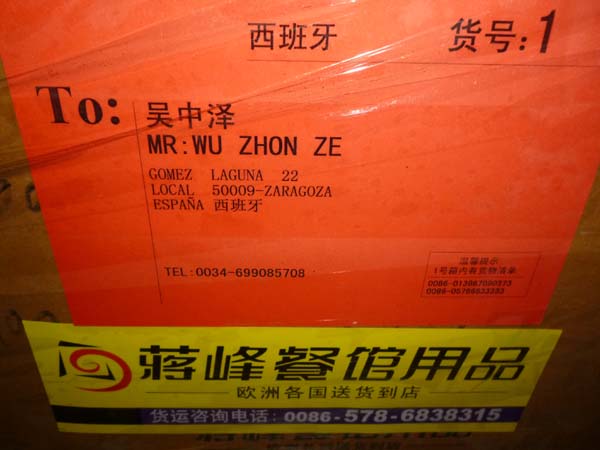 西班牙 货号:1
To: 吴中泽
MR:WU ZHON ZE
GOMEZ LAGUNA 22
LOCAL 50009-ZARAGOZA
ESPAÑA 西班牙
TEL:0034-699085708
温馨提示
1号箱内有货物清单
蒋峰餐馆用品
欧洲各国送货到店
货运咨询电话: 0086-578-6838315